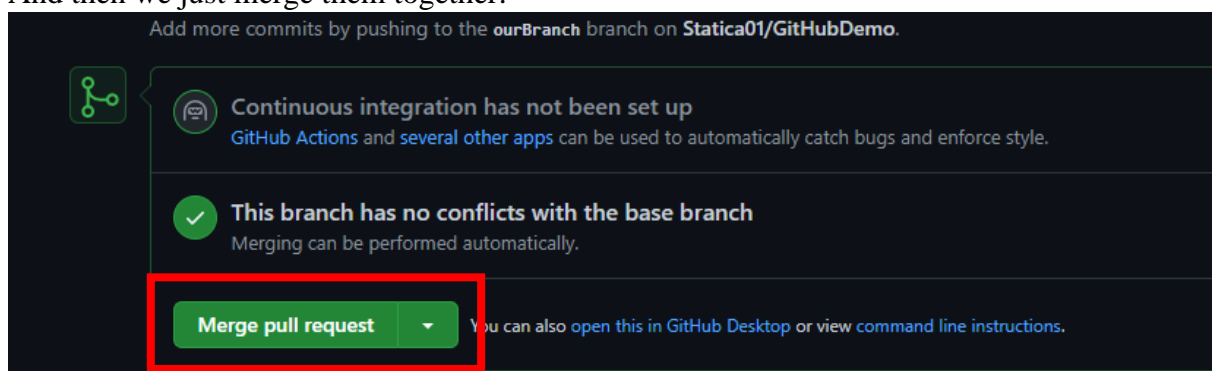 And then we just merge them together.
Add more commits by pushing to the ourBranch branch on Statica01/GitHubDemo.
Continuous integration has not been set up
GitHub Actions and several other apps can be used to automatically catch bugs and enforce style.
This branch has no conflicts with the base branch
Merging can be performed automatically.
Merge pull request You can also open this in GitHub Desktop or view command line instructions.